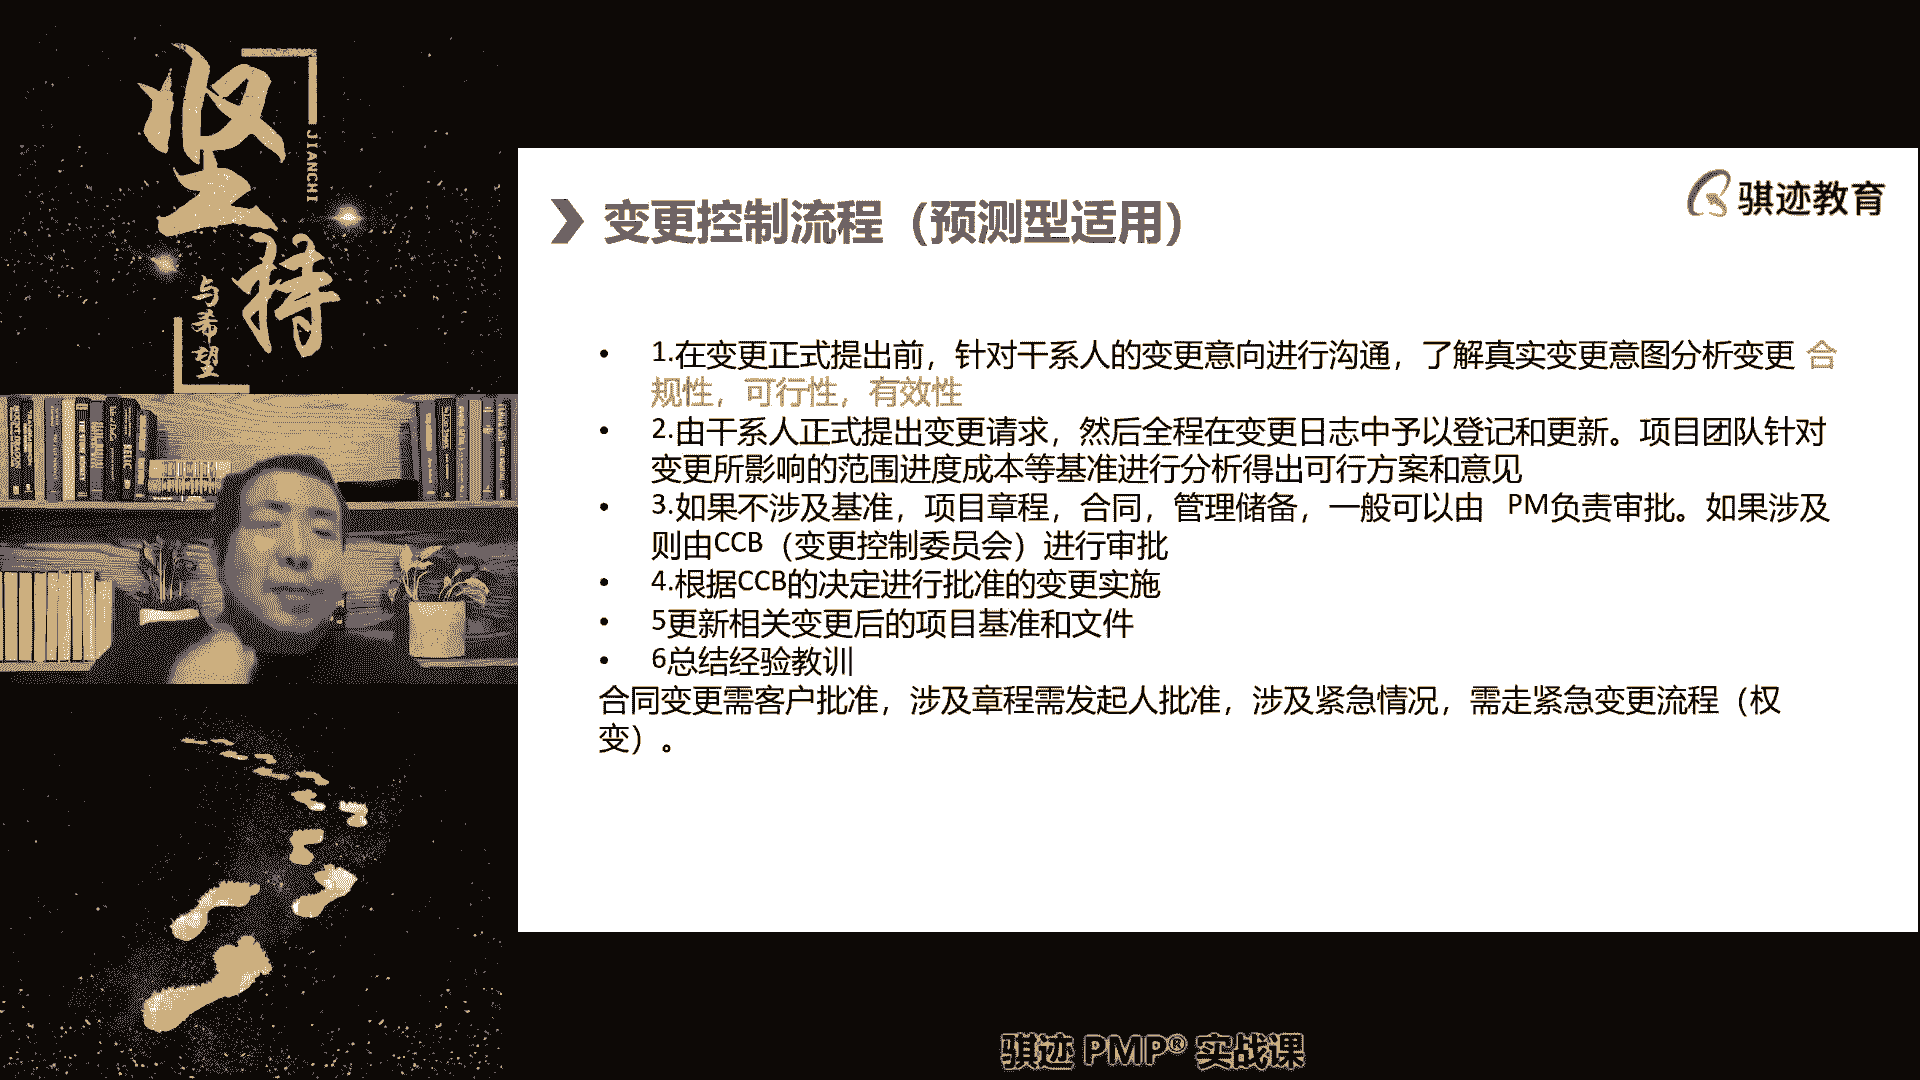 坚持
JIANCHI
与希望
骐迹教育
变更控制流程（预测型适用）
• 1.在变更正式提出前，针对干系人的变更意向进行沟通，了解真实变更意图分析变更 合
规性，可行性，有效性
• 2.由干系人正式提出变更请求，然后全程在变更日志中予以登记和更新。项目团队针对
变更所影响的范围进度成本等基准进行分析得出可行方案和意见
• 3.如果不涉及基准，项目章程，合同，管理储备，一般可以由 PM负责审批。如果涉及
则由CCB（变更控制委员会）进行审批
• 4.根据CCB的决定进行批准的变更实施
• 5更新相关变更后的项目基准和文件
• 6总结经验教训
合同变更需客户批准，涉及章程需发起人批准，涉及紧急情况，需走紧急变更流程（权
变）。
骐迹 PMP® 实战课